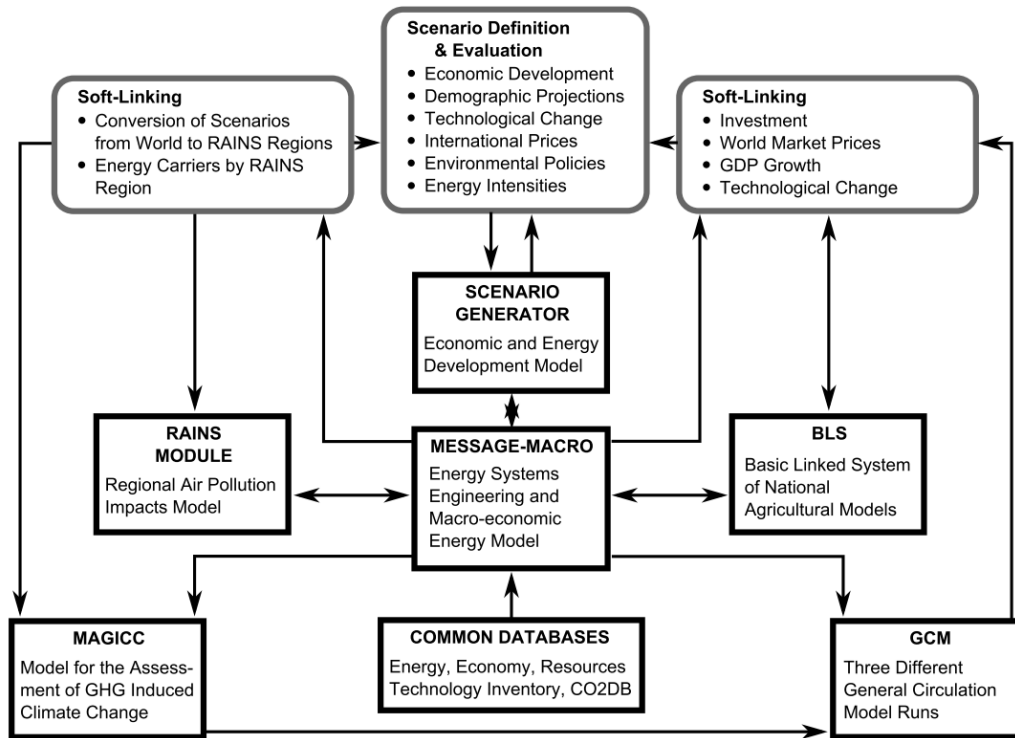 Scenario Definition
& Evaluation
• Economic Development
• Demographic Projections
• Technological Change
• International Prices
• Environmental Policies
• Energy Intensities
Soft-Linking
• Conversion of Scenarios
from World to RAINS Regions
• Energy Carriers by RAINS
Region
Soft-Linking
• Investment
• World Market Prices
• GDP Growth
• Technological Change
SCENARIO
GENERATOR
Economic and Energy
Development Model
RAINS
MODULE
Regional Air Pollution
Impacts Model
MESSAGE-MACRO
Energy Systems
Engineering and
Macro-economic
Energy Model
BLS
Basic Linked System
of National
Agricultural Models
MAGICC
Model for the Assess-
ment of GHG Induced
Climate Change
COMMON DATABASES
Energy, Economy, Resources
Technology Inventory, CO2DB
GCM
Three Different
General Circulation
Model Runs